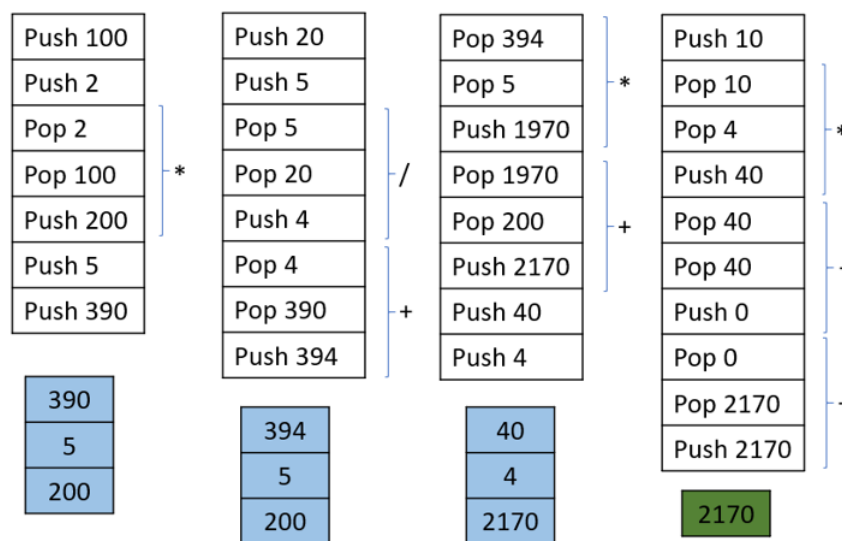 Push 100
Push 2
Pop 2
Pop 100
*
Push 200
Push 5
Push 390
390
5
200
Push 20
Push 5
Pop 5
Pop 20
/
Push 4
Pop 4
Pop 390
+
Push 394
394
5
200
Pop 394
Pop 5
*
Push 1970
Pop 1970
Pop 200
+
Push 2170
Push 40
Push 4
40
4
2170
Push 10
Pop 10
Pop 4
*
Push 40
Pop 40
Pop 40
Push 0
Pop 0
Pop 2170
Push 2170
2170